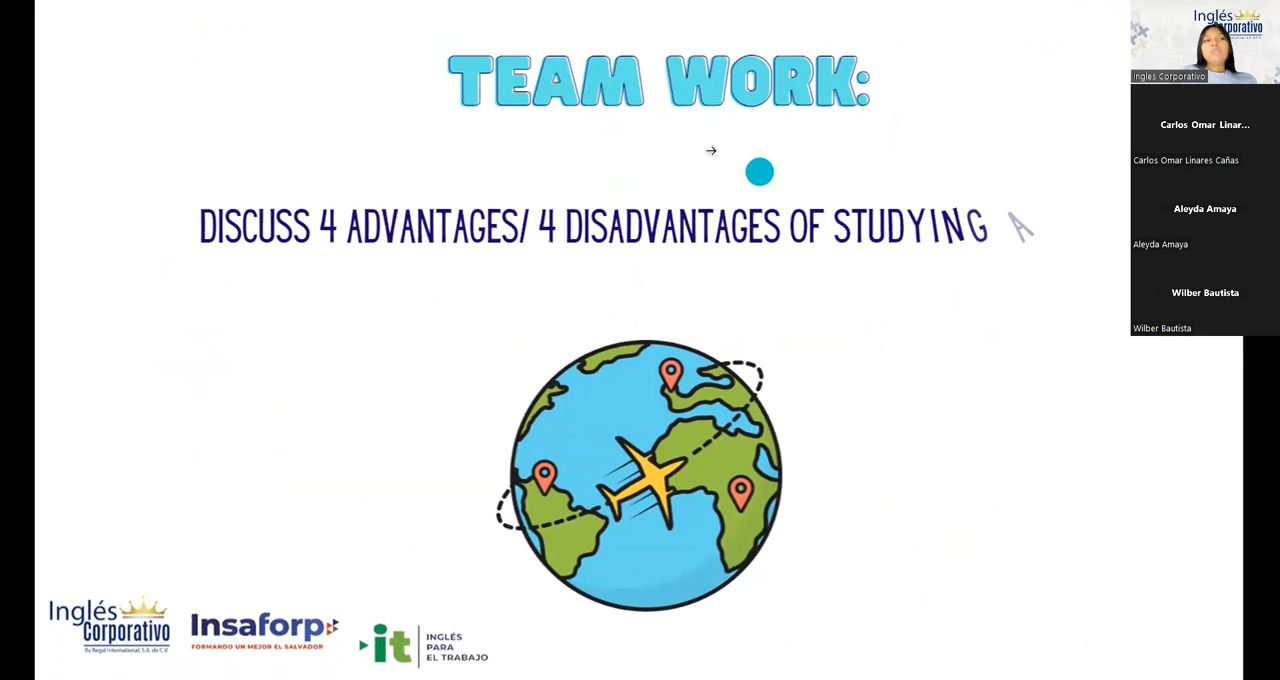 TEAM WORK:
DISCUSS 4 ADVANTAGES/ 4 DISADVANTAGES OF STUDYING A
Inglés
Corporativo
By Regal International, S.A. de C.V.
Insaforp
FORMANDO UN MEJOR EL SALVADOR
it
INGLÉS
PARA
EL TRABAJO
Inglés
Corporativo
Ingles Corporativo
Carlos Omar Linar...
Carlos Omar Linares Cañas
Aleyda Amaya
Aleyda Amaya
Wilber Bautista
Wilber Bautista